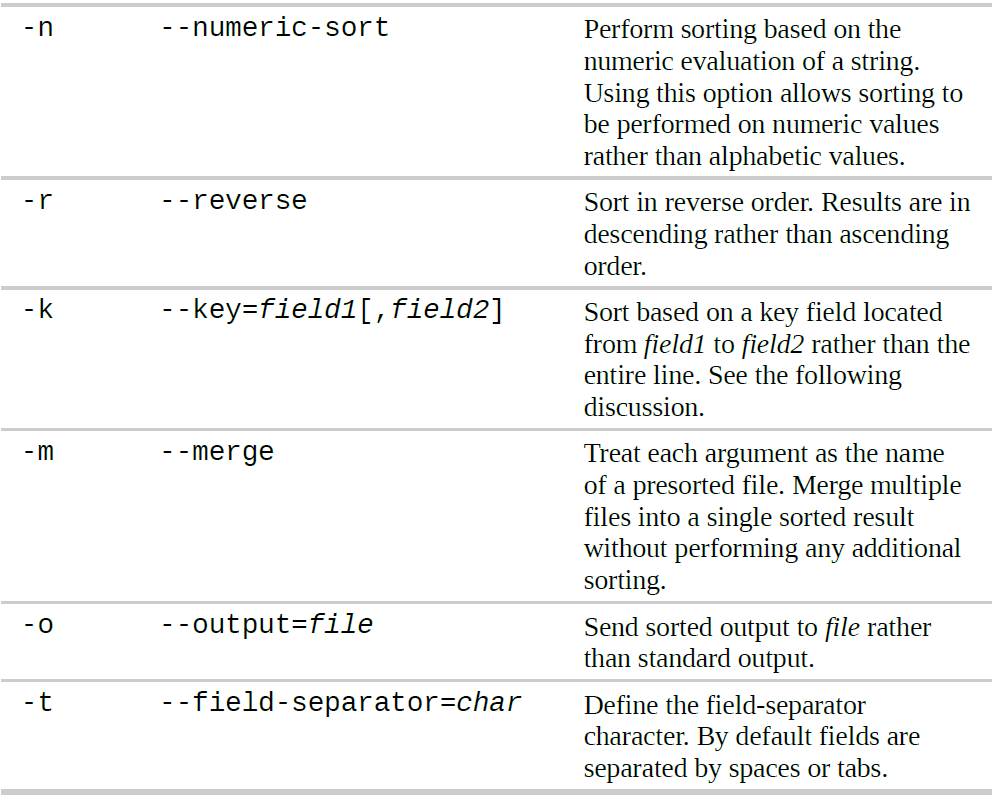 -n --numeric-sort Perform sorting based on the
numeric evaluation of a string.
Using this option allows sorting to
be performed on numeric values
rather than alphabetic values.
-r --reverse Sort in reverse order. Results are in
descending rather than ascending
order.
-k --key=field1[,field2] Sort based on a key field located
from field1 to field2 rather than the
entire line. See the following
discussion.
-m --merge Treat each argument as the name
of a presorted file. Merge multiple
files into a single sorted result
without performing any additional
sorting.
-o --output=file Send sorted output to file rather
than standard output.
-t --field-separator=char Define the field-separator
character. By default fields are
separated by spaces or tabs.